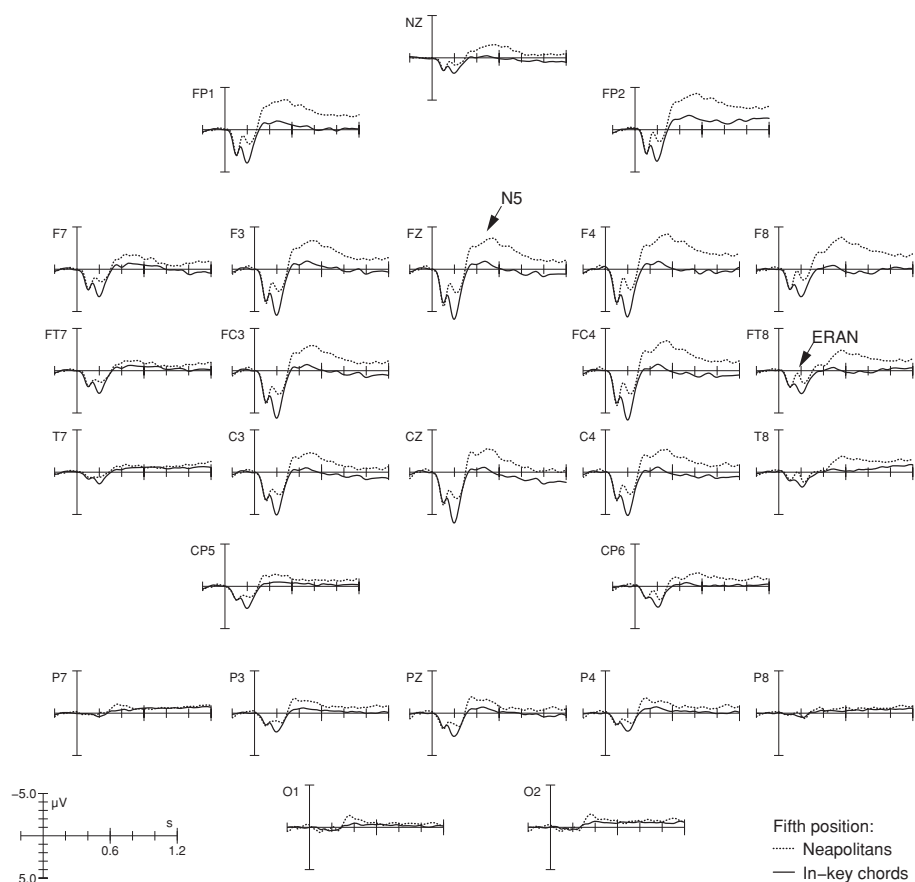 NZ
FP1
FP2
N5
F7
F3
FZ
F4
F8
FT7
FC3
FC4
FT8
ERAN
T7
C3
CZ
C4
T8
CP5
CP6
P7
P3
PZ
P4
P8
O1
O2
−5.0
µV
s
0.6
1.2
5.0
Fifth position:
Neapolitans
In−key chords